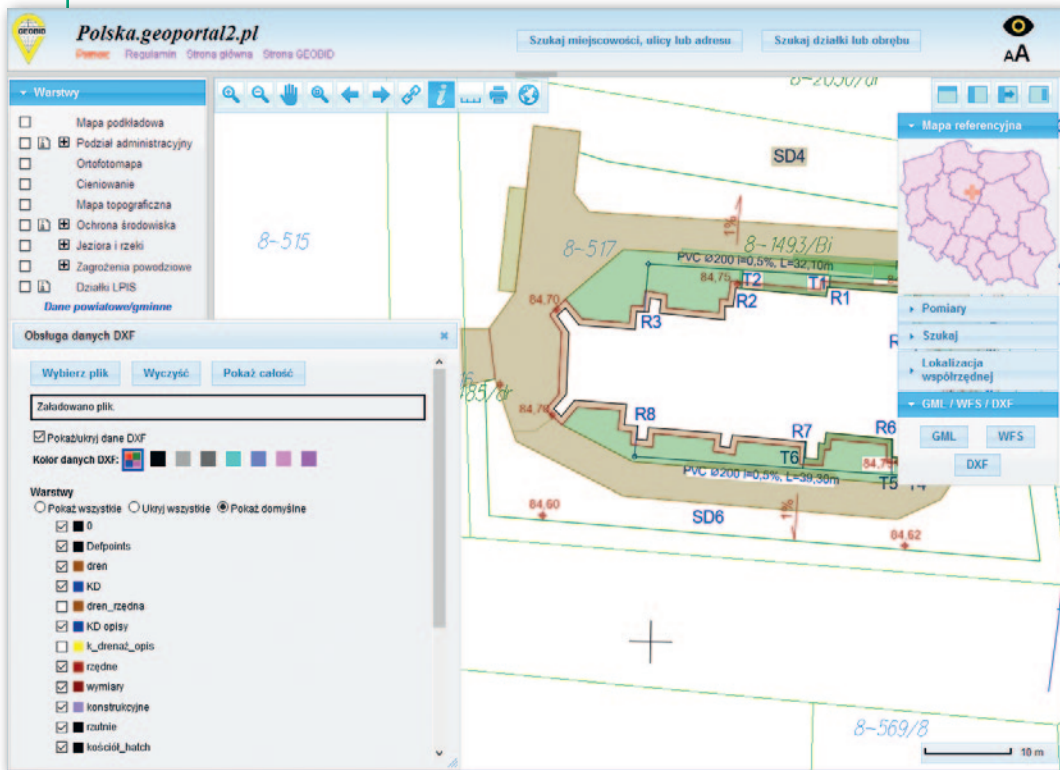 GEOBID
Polska.geoportal2.pl
Pomoc Regulamin Strona główna Strona GEOBID
Szukaj miejscowości, ulicy lub adresu
Szukaj działki lub obrębu
AA
Warstwy
Mapa podkładowa
Podział administracyjny
Ortofotomapa
Cieniowanie
Mapa topograficzna
Ochrona środowiska
Jeziora i rzeki
Zagrożenia powodziowe
Działki LPIS
Dane powiatowe/gminne
Obsługa danych DXF
Wybierz plik Wyczyść Pokaż całość
Załadowano plik.
Pokaż/ukryj dane DXF
Kolor danych DXF:
Warstwy
Pokaż wszystkie Ukryj wszystkie Pokaż domyślne
0
Defpoints
dren
KD
dren_rzędna
KD opisy
k_drenaż_opis
rzędne
wymiary
konstrukcyjne
rzutnie
kościół_hatch
8-2030/dr
SD4
8-515
8-517
1%
8-1493/Bi
PVC Ø200 I=0,5%, L=32,10m
84,75 T2 T1
R2 R1
84,70
R3
R8
84,70
R7 R6
T6
84,75
T5 T4
PVC Ø200 I=0,5%, L=39,30m
84,60
SD6
1%
84,62
8-569/8
10 m
Mapa referencyjna
Pomiary
Szukaj
Lokalizacja
współrzędnej
GML / WFS / DXF
GML WFS
DXF